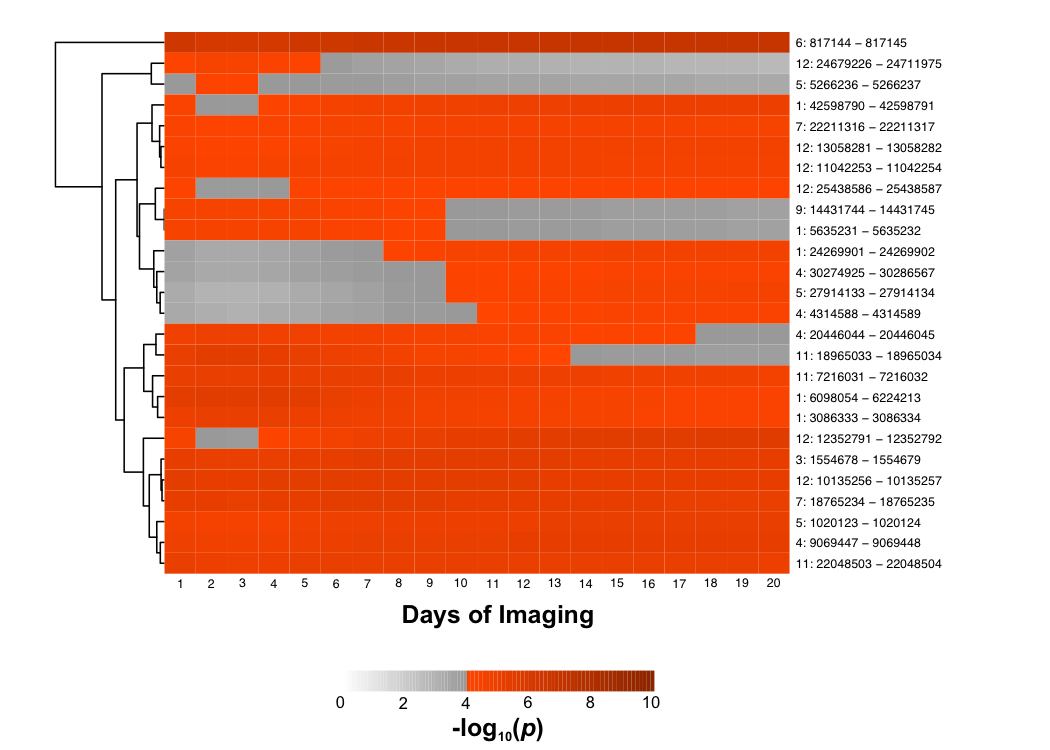 6: 817144 – 817145
12: 24679226 – 24711975
5: 5266236 – 5266237
1: 42598790 – 42598791
7: 22211316 – 22211317
12: 13058281 – 13058282
12: 11042253 – 11042254
12: 25438586 – 25438587
9: 14431744 – 14431745
1: 5635231 – 5635232
1: 24269901 – 24269902
4: 30274925 – 30286567
5: 27914133 – 27914134
4: 4314588 – 4314589
4: 20446044 – 20446045
11: 18965033 – 18965034
11: 7216031 – 7216032
1: 6098054 – 6224213
1: 3086333 – 3086334
12: 12352791 – 12352792
3: 1554678 – 1554679
12: 10135256 – 10135257
7: 18765234 – 18765235
5: 1020123 – 1020124
4: 9069447 – 9069448
11: 22048503 – 22048504
1 2 3 4 5 6 7 8 9 10 11 12 13 14 15 16 17 18 19 20
Days of Imaging
0 2 4 6 8 10
-log₁₀(p)